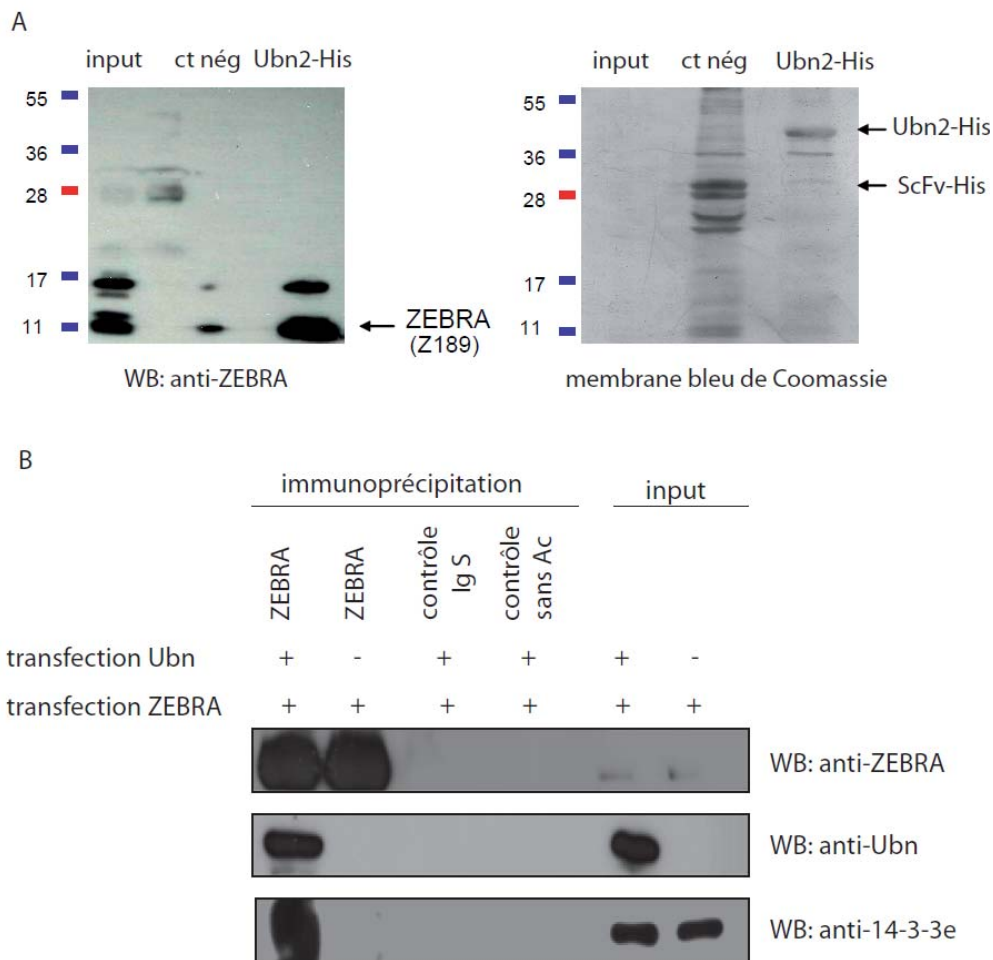 A
input ct nég Ubn2-His
55
36
28
17
11
ZEBRA
(Z189)
WB: anti-ZEBRA
input ct nég Ubn2-His
55
36
28
17
11
Ubn2-His
ScFv-His
membrane bleu de Coomassie
B
immunoprécipitation
input
ZEBRA
ZEBRA
contrôle
Ig S
contrôle
sans Ac
transfection Ubn + - + + + -
transfection ZEBRA + + + + + +
WB: anti-ZEBRA
WB: anti-Ubn
WB: anti-14-3-3e